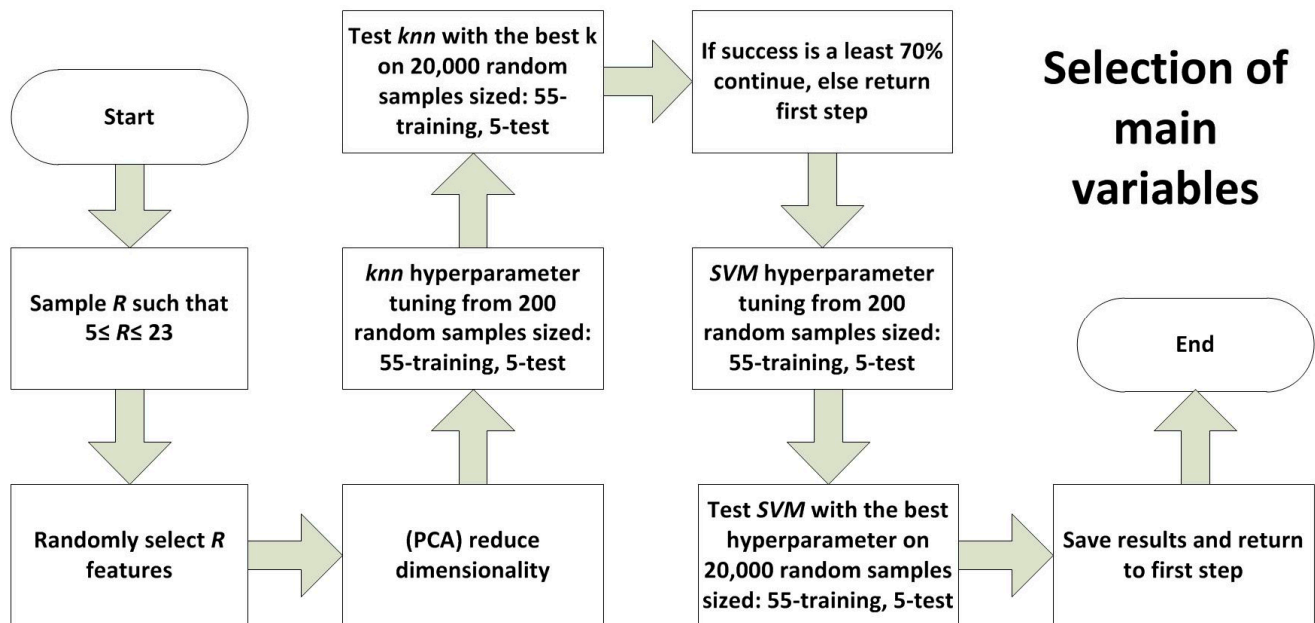 Start
Sample R such that
5≤ R≤ 23
Randomly select R
features
(PCA) reduce
dimensionality
knn hyperparameter
tuning from 200
random samples sized:
55-training, 5-test
Test knn with the best k
on 20,000 random
samples sized: 55-
training, 5-test
If success is a least 70%
continue, else return
first step
SVM hyperparameter
tuning from 200
random samples sized:
55-training, 5-test
Test SVM with the best
hyperparameter on
20,000 random samples
sized: 55-training, 5-test
Save results and return
to first step
End
Selection of
main
variables